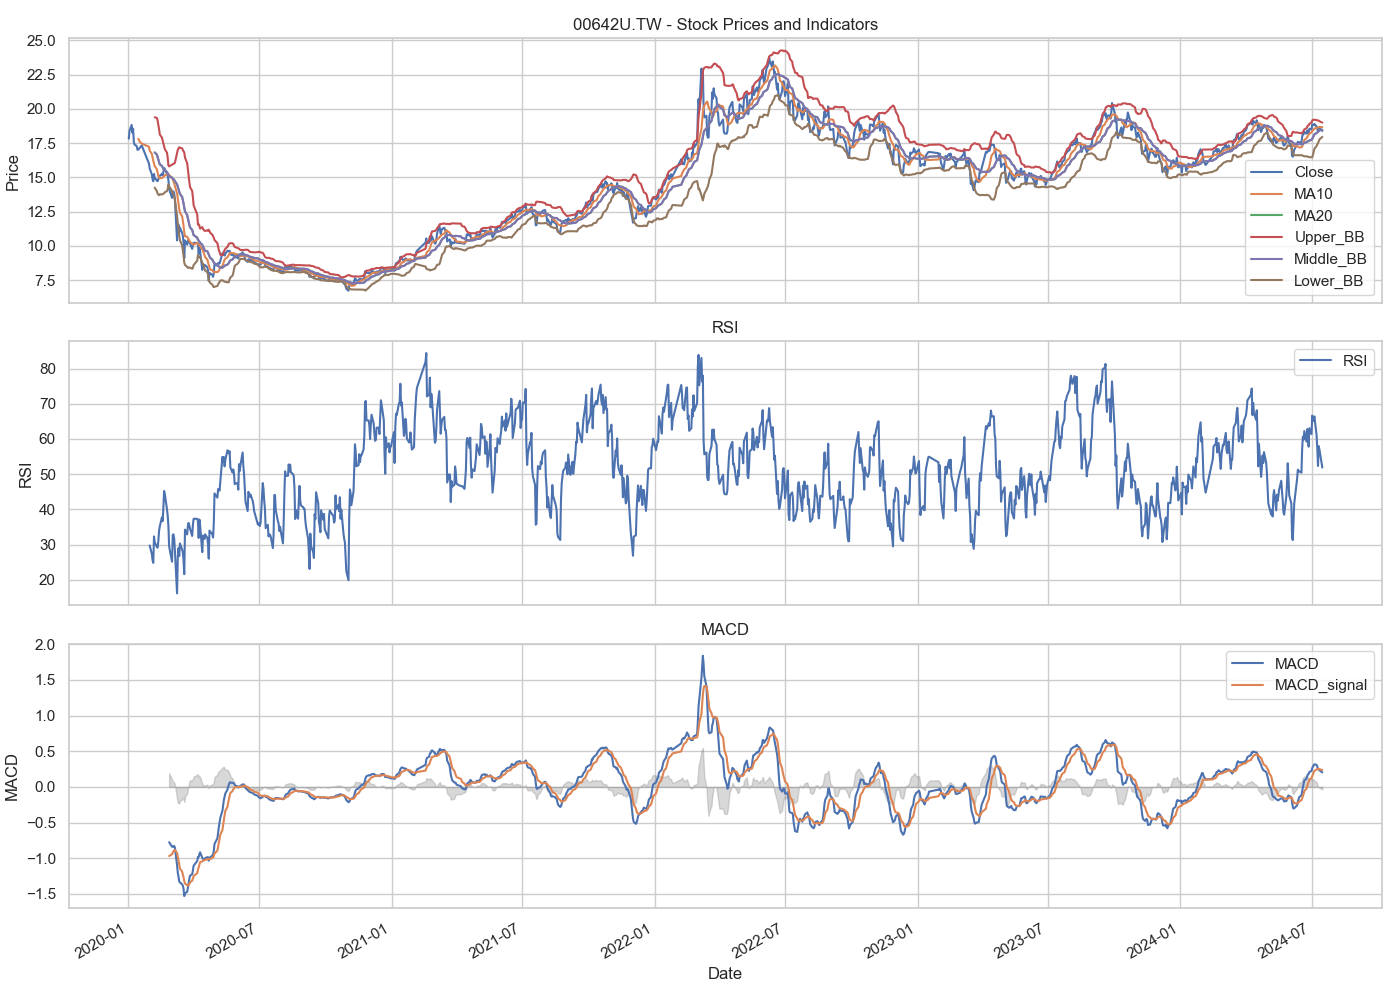 00642U.TW - Stock Prices and Indicators
25.0
22.5
20.0
17.5
15.0
12.5
10.0
7.5
Price
Close
MA10
MA20
Upper_BB
Middle_BB
Lower_BB
RSI
80
70
60
50
40
30
20
RSI
RSI
MACD
2.0
1.5
1.0
0.5
0.0
−0.5
−1.0
−1.5
MACD
MACD
MACD_signal
2020-01
2020-07
2021-01
2021-07
2022-01
2022-07
2023-01
2023-07
2024-01
2024-07
Date